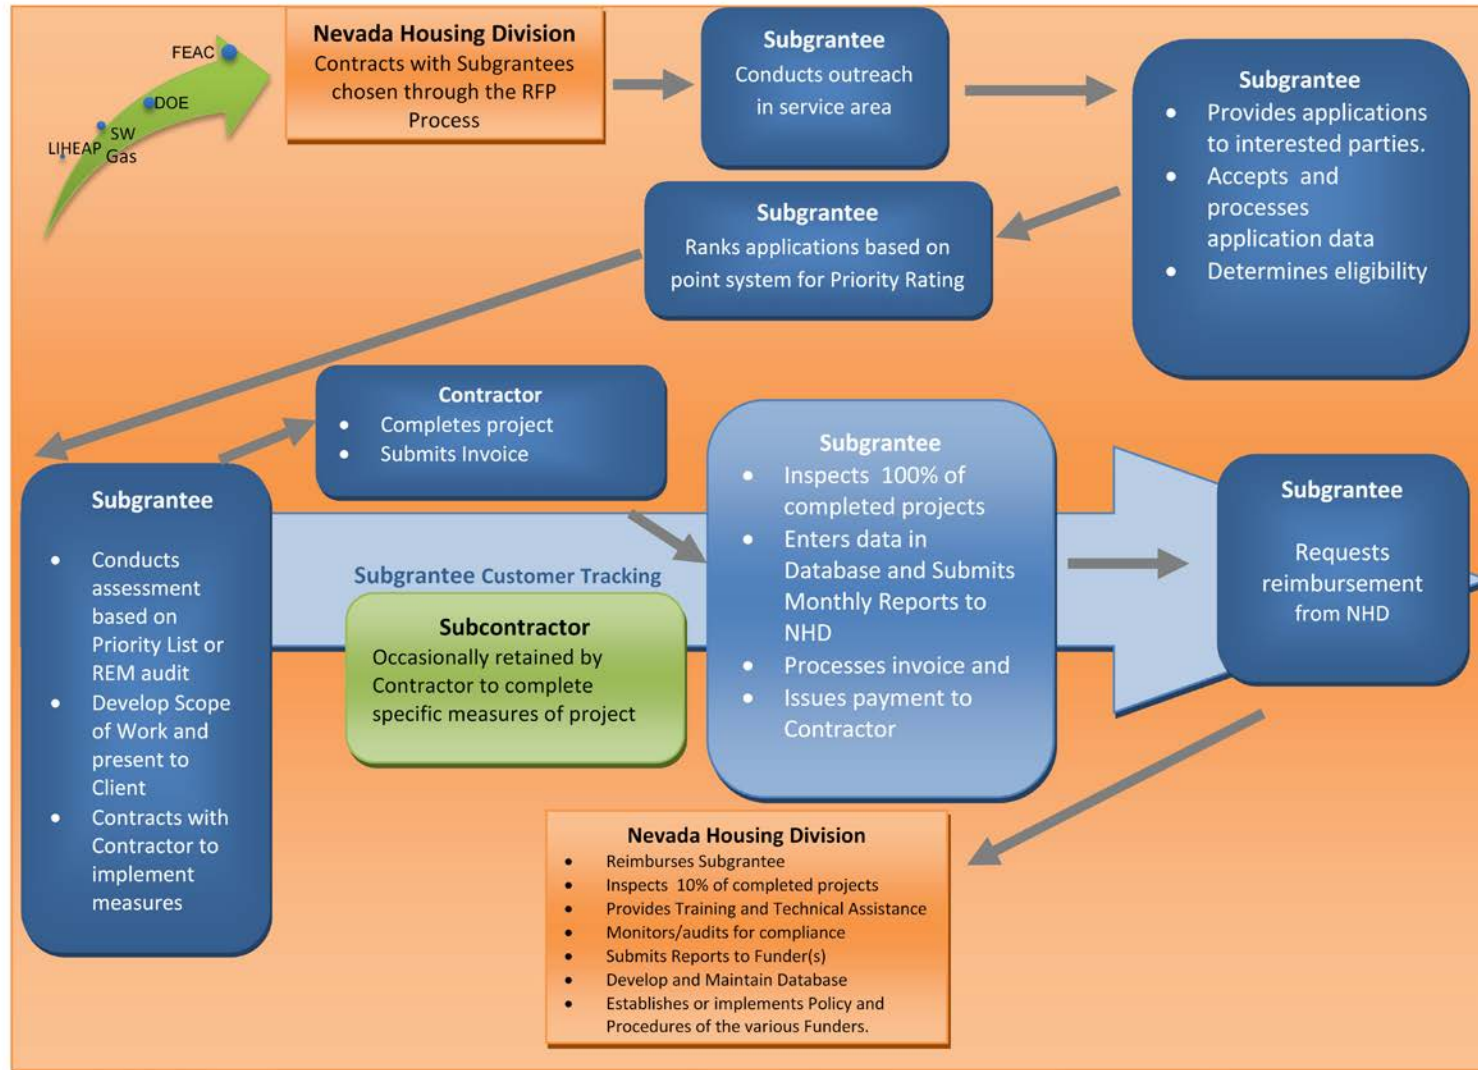 FEAC
DOE
SW
LIHEAP
Gas
Nevada Housing Division
Contracts with Subgrantees
chosen through the RFP
Process
Subgrantee
Conducts outreach
in service area
Subgrantee
• Provides applications
to interested parties.
• Accepts and
processes
application data
• Determines eligibility
Subgrantee
Ranks applications based on
point system for Priority Rating
Subgrantee
• Conducts
assessment
based on
Priority List or
REM audit
• Develop Scope
of Work and
present to
Client
• Contracts with
Contractor to
implement
measures
Contractor
• Completes project
• Submits Invoice
Subgrantee Customer Tracking
Subcontractor
Occasionally retained by
Contractor to complete
specific measures of project
Subgrantee
• Inspects 100% of
completed projects
• Enters data in
Database and Submits
Monthly Reports to
NHD
• Processes invoice and
• Issues payment to
Contractor
Subgrantee
Requests
reimbursement
from NHD
Nevada Housing Division
• Reimburses Subgrantee
• Inspects 10% of completed projects
• Provides Training and Technical Assistance
• Monitors/audits for compliance
• Submits Reports to Funder(s)
• Develop and Maintain Database
• Establishes or implements Policy and
Procedures of the various Funders.